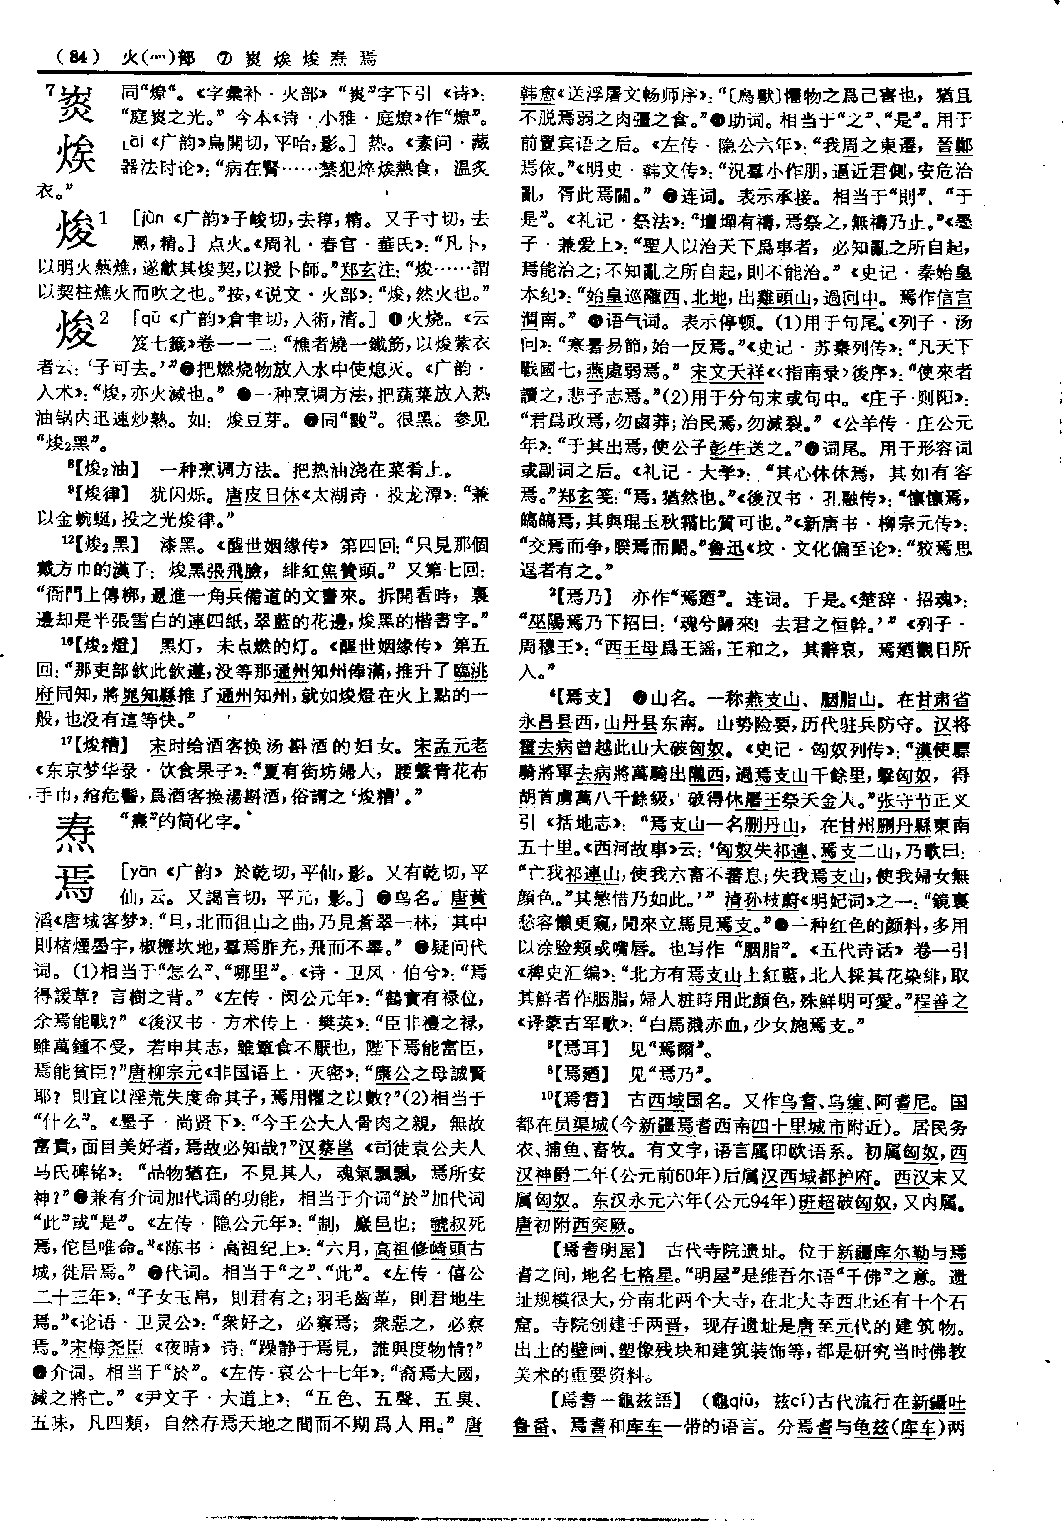 （84） 火(灬)部 ⑦ 㶳 焕 焌 焘 焉
7 㶳 同“燎”。《字彙补·火部》“㶳”字下引《诗》：
“庭㶳之光。”今本《诗·小雅·庭燎》作“燎”。
[āi《广韵》烏開切，平咍，影。] 热。《素问·藏
器法时论》：“病在腎……禁犯焠㶼熱食，温炙
衣。”
焌1 [jùn《广韵》子峻切，去稕，精。又子寸切，去
慁，精。] 点火。《周礼·春官·菙氏》：“凡卜，
以明火爇燋，遂龡其焌契，以授卜師。”郑玄注：“焌……謂
以契柱燋火而吹之也。”按，《说文·火部》：“焌，然火也。”
焌2 [qū《广韵》倉聿切，入術，清。] ❶火烧。《云
笈七籤》卷一一二：“樵者燒一鐵筯，以焌紫衣
者云：‘子可去。’”❷把燃烧物放入水中使熄灭。《广韵·
入术》：“焌，亦火滅也。”❸一种烹调方法，把蔬菜放入热
油锅内迅速炒熟。如：焌豆芽。❹同“黢”。很黑。参见
“焌2黑”。
8【焌2油】 一种烹调方法。把热油浇在菜肴上。
9【焌律】 犹闪烁。唐皮日休《太湖诗·投龙潭》：“兼
以金蜿蜒，投之光焌律。”
12【焌2黑】 漆黑。《醒世姻缘传》第四回：“只見那個
戴方巾的漢了：焌黑張飛臉，緋紅焦贊頭。”又第七回：
“衙門上傳梆，遞進一角兵備道的文書來。拆開看時，裏
邊却是半張雪白的連四紙，翠藍的花邊，焌黑的楷書字。”
16【焌2燈】 黑灯，未点燃的灯。《醒世姻缘传》第五
回：“那吏部欽此欽遵，没等那通州知州俸滿，推升了臨洮
府同知，將晁知縣推了通州知州，就如焌燈在火上點的一
般，也没有這等快。”
17【焌糟】 宋时给酒客换汤斟酒的妇女。宋孟元老
《东京梦华录·饮食果子》：“更有街坊婦人，腰繫青花布
手巾，綰危髻，爲酒客换湯斟酒，俗謂之‘焌糟’。”
焘 “燾”的简化字。
焉 [yān《广韵》於乾切，平仙，影。又有乾切，平
仙，云。又謁言切，平元，影。] ❶鸟名。唐黄
滔《唐城客梦》：“旦，北而徂山之曲，乃見蒼翠一林，其中
則楮煙墨宇，椒櫳坎地，羣焉胙充，飛而不翠。”❷疑问代
词。(1)相当于“怎么”、“哪里”。《诗·卫风·伯兮》：“焉
得諼草？言樹之背。”《左传·闵公元年》：“鶴實有禄位，
余焉能戰？”《後汉书·方术传上·樊英》：“臣非禮之禄，
雖萬鍾不受，若申其志，雖簞食不厭也，陛下焉能富臣，
焉能貧臣？”唐柳宗元《非国语上·灭密》：“康公之母誠賢
耶？則宜以淫荒失度命其子，焉用懼之以數？”(2)相当于
“什么”。《墨子·尚贤下》：“今王公大人骨肉之親，無故
富貴，面目美好者，焉故必知哉？”汉蔡邕《司徒袁公夫人
马氏碑铭》：“品物猶在，不見其人，魂氣飄飄，焉所安
神？”❸兼有介词加代词的功能，相当于介词“於”加代词
“此”或“是”。《左传·隐公元年》：“制，巖邑也；虢叔死
焉，佗邑唯命。”《陈书·高祖纪上》：“六月，高祖修崎頭古
城，徙居焉。”❹代词。相当于“之”、“此”。《左传·僖公
二十三年》：“子女玉帛，則君有之；羽毛齒革，則君地生
焉。”《论语·卫灵公》：“衆好之，必察焉；衆惡之，必察
焉。”宋梅尧臣《夜晴》诗：“躁静于焉見，誰與度物情？”
❺介词。相当于“於”。《左传·哀公十七年》：“裔焉大國，
滅之將亡。”《尹文子·大道上》：“五色、五聲、五臭、
五味，凡四類，自然存焉天地之間而不期爲人用。”唐
韩愈《送浮屠文畅师序》：“[鳥獸]懼物之爲己害也，猶且
不脱焉弱之肉彊之食。”❻助词。相当于“之”、“是”。用于
前置宾语之后。《左传·隐公六年》：“我周之東遷，晉鄭
焉依。”《明史·韩文传》：“況羣小作朋，逼近君側，安危治
亂，胥此焉關。”❼连词。表示承接。相当于“則”、“于
是”。《礼记·祭法》：“壇墠有禱，焉祭之，無禱乃止。”《墨
子·兼爱上》：“聖人以治天下爲事者，必知亂之所自起，
焉能治之；不知亂之所自起，則不能治。”《史记·秦始皇
本纪》：“始皇巡隴西、北地，出雞頭山，過回中。焉作信宫
渭南。”❽语气词。表示停顿。(1)用于句尾。《列子·汤
问》：“寒暑易節，始一反焉。”《史记·苏秦列传》：“凡天下
戰國七，燕處弱焉。”宋文天祥《〈指南录〉後序》：“使來者
讀之，悲予志焉。”(2)用于分句末或句中。《庄子·则阳》：
“君爲政焉，勿鹵莽；治民焉，勿滅裂。”《公羊传·庄公元
年》：“于其出焉，使公子彭生送之。”❾词尾。用于形容词
或副词之后。《礼记·大学》：“其心休休焉，其如有容
焉。”郑玄笺：“焉，猶然也。”《後汉书·孔融传》：“懍懍焉，
皜皜焉，其與琨玉秋霜比質可也。”《新唐书·柳宗元传》：
“交焉而争，睽焉而鬭。”鲁迅《坟·文化偏至论》：“狡焉思
逞者有之。”
2【焉乃】 亦作“焉廼”。连词。于是。《楚辞·招魂》：
“巫陽焉乃下招曰：‘魂兮歸來！去君之恒幹。’”《列子·
周穆王》：“西王母爲王謡，王和之，其辭哀，焉廼觀日所
入。”
4【焉支】 ❶山名。一称燕支山、胭脂山。在甘肃省
永昌县西，山丹县东南。山势险要，历代驻兵防守。汉将
霍去病曾越此山大破匈奴。《史记·匈奴列传》：“漢使驃
騎將軍去病將萬騎出隴西，過焉支山千餘里，擊匈奴，得
胡首虜萬八千餘級，破得休屠王祭天金人。”张守节正义
引《括地志》：“焉支山一名删丹山，在甘州删丹縣東南
五十里。《西河故事》云：‘匈奴失祁連、焉支二山，乃歌曰：
“亡我祁連山，使我六畜不蕃息；失我焉支山，使我婦女無
顔色。”其慜惜乃如此。’”清孙枝蔚《明妃词》之一：“鏡裏
愁容懶更窺，閒來立馬見焉支。”❷一种红色的颜料，多用
以涂脸颊或嘴唇。也写作“胭脂”。《五代诗话》卷一引
《稗史汇编》：“北方有焉支山上紅藍，北人採其花染绯，取
其鮮者作胭脂，婦人粧時用此顔色，殊鮮明可愛。”程善之
《译蒙古军歌》：“白馬濺赤血，少女施焉支。”
5【焉耳】 见“焉爾”。
8【焉廼】 见“焉乃”。
10【焉耆】 古西域国名。又作乌耆、乌缠、阿耆尼。国
都在员渠城(今新疆焉耆西南四十里城市附近)。居民务
农、捕鱼、畜牧。有文字，语言属印欧语系。初属匈奴，西
汉神爵二年(公元前60年)后属汉西域都护府。西汉末又
属匈奴。东汉永元六年(公元94年)班超破匈奴，又内属。
唐初附西突厥。
【焉耆明屋】 古代寺院遗址。位于新疆库尔勒与焉
耆之间，地名七格星。“明屋”是维吾尔语“千佛”之意。遗
址规模很大，分南北两个大寺，在北大寺西北还有十个石
窟。寺院创建于两晋，现存遗址是唐至元代的建筑物。
出土的壁画、塑像残块和建筑装饰等，都是研究当时佛教
美术的重要资料。
【焉耆—龜兹語】 (龜qiū，兹cí)古代流行在新疆吐
鲁番、焉耆和库车一带的语言。分焉耆与龟兹(库车)两